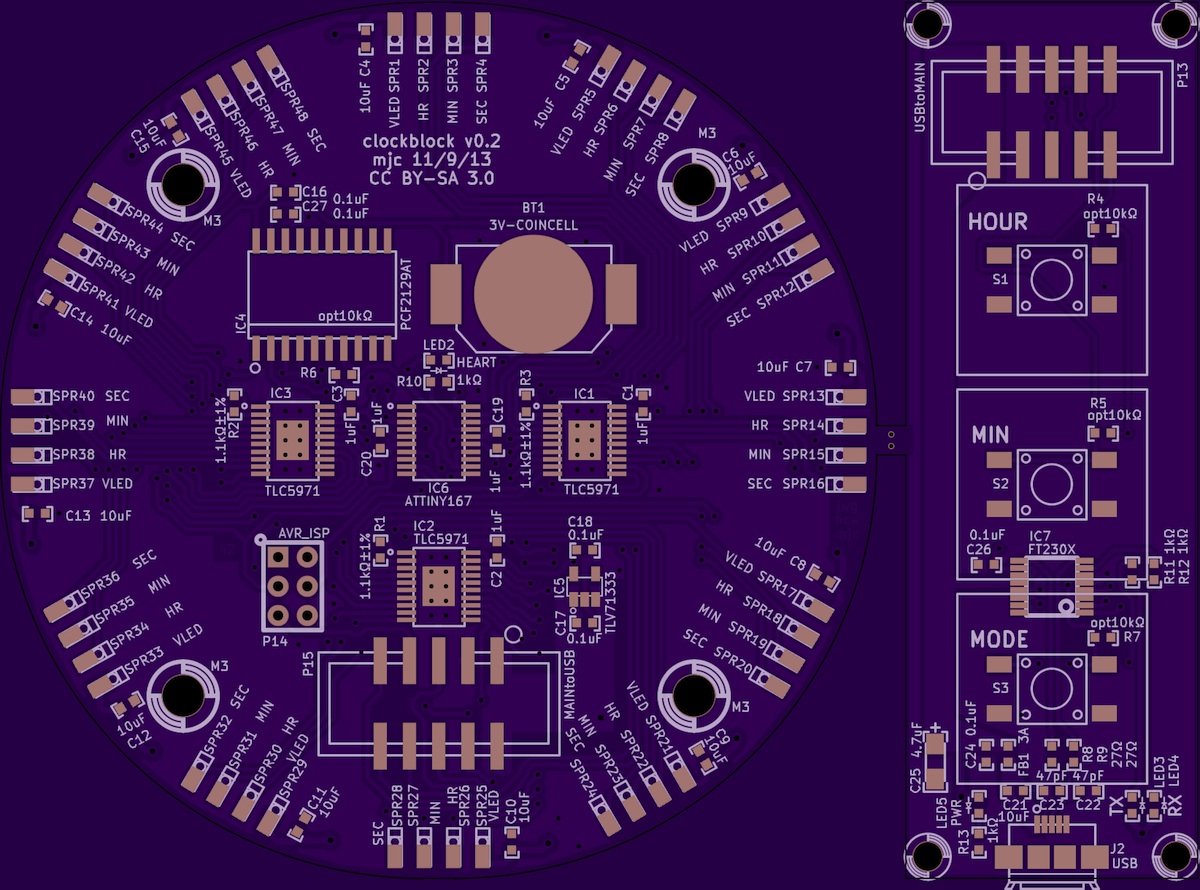 10uF C4
VLED SPR1
HR SPR2
MIN SPR3
SEC SPR4
10uF C5
VLED SPR5
HR SPR6
MIN SPR7
SEC SPR8
M3
C6
10uF
VLED SPR9
HR SPR10
MIN SPR11
SEC SPR12
10uF C7
VLED SPR13
HR SPR14
MIN SPR15
SEC SPR16
10uF C8
VLED SPR17
HR SPR18
MIN SPR19
SEC SPR20
M3
C9
10uF
VLED SPR21
HR SPR22
MIN SPR23
SEC SPR24
C10
10uF
SPR25 VLED
SPR26 HR
SPR27 MIN
SPR28 SEC
C11
10uF
SPR29 VLED
SPR30 HR
SPR31 MIN
SPR32 SEC
M3
10uF
C12
SPR33 VLED
SPR34 HR
SPR35 MIN
SPR36 SEC
C13 10uF
SPR37 VLED
SPR38 HR
SPR39 MIN
SPR40 SEC
C14 10uF
SPR41 VLED
SPR42 HR
SPR43 MIN
SPR44 SEC
M3
10uF
C15
SPR45 VLED
SPR46 HR
SPR47 MIN
SPR48 SEC
clockblock v0.2
mjc 11/9/13
CC BY-SA 3.0
C16 0.1uF
C27 0.1uF
BT1
3V-COINCELL
IC4
PCF2129AT
opt10kΩ
R6
LED2
HEART
R10 1kΩ
IC3
TLC5971
1.1kΩ±1%
R2
C3
1uF
C20
1uF
IC6
ATTINY167
C19
1uF
R3
1.1kΩ±1%
IC1
TLC5971
C1
1uF
AVR_ISP
P14
R1
1.1kΩ±1%
IC2
TLC5971
1uF
C2
C18
0.1uF
IC5
TLV71333
C17
0.1uF
P15
MAINtoUSB
USBtoMAIN
P13
HOUR
R4
opt10kΩ
S1
MIN
R5
opt10kΩ
S2
0.1uF
C26
IC7
FT230X
R11 1kΩ
R12 1kΩ
MODE
opt10kΩ
R7
S3
C25 4.7uF +
C24 0.1uF
FB1 3A
R8 27Ω
R9 27Ω
47pF 47pF
C21 C23 C22
10uF
LED3
LED4
TX
RX
LED5
PWR
R13 1kΩ
J2
USB